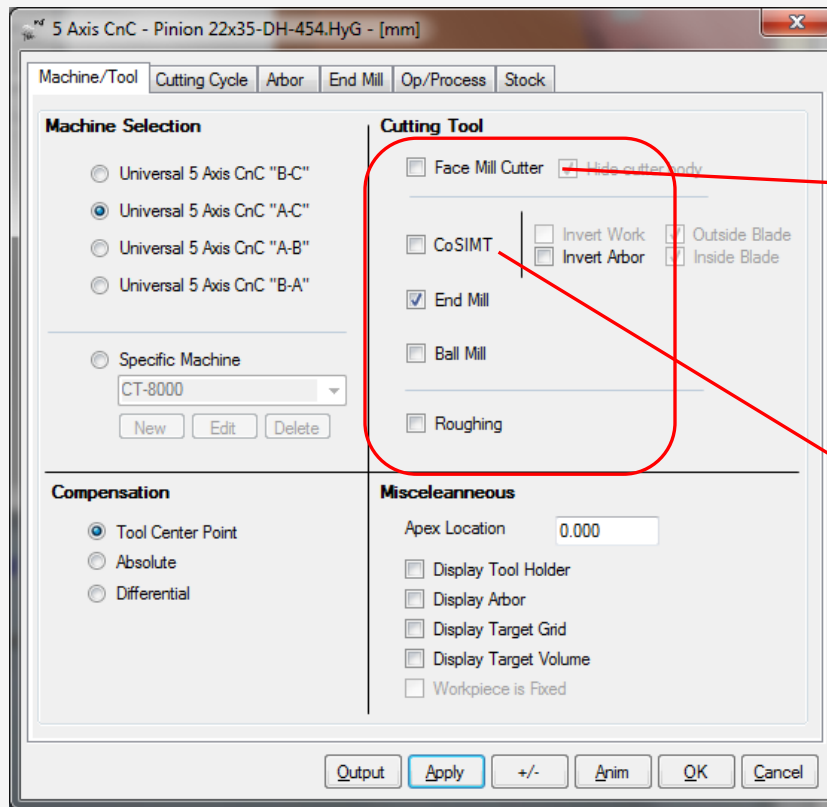 5 Axis CnC - Pinion 22x35-DH-454.HyG - [mm]
Machine/Tool Cutting Cycle Arbor End Mill Op/Process Stock
Machine Selection
Universal 5 Axis CnC "B-C"
Universal 5 Axis CnC "A-C"
Universal 5 Axis CnC "A-B"
Universal 5 Axis CnC "B-A"
Specific Machine
CT-8000
New Edit Delete
Cutting Tool
Face Mill Cutter Hide cutter body
CoSIMT Invert Work Outside Blade
Invert Arbor Inside Blade
End Mill
Ball Mill
Roughing
Compensation
Tool Center Point
Absolute
Differential
Misceleanneous
Apex Location 0.000
Display Tool Holder
Display Arbor
Display Target Grid
Display Target Volume
Workpiece is Fixed
Output Apply +/- Anim OK Cancel